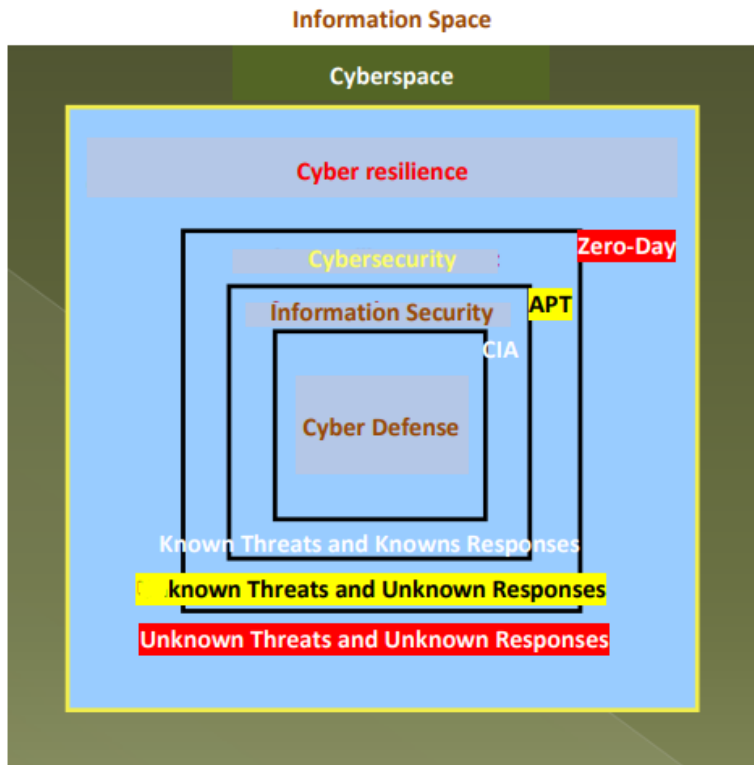 Information Space
Cyberspace
Cyber resilience
Zero-Day
Cybersecurity :
APT
Information Security
CIA
Cyber Defense
Known Threats and Knowns Responses
Threats and Unknown Responses
Unknown Threats and Unknown Responses